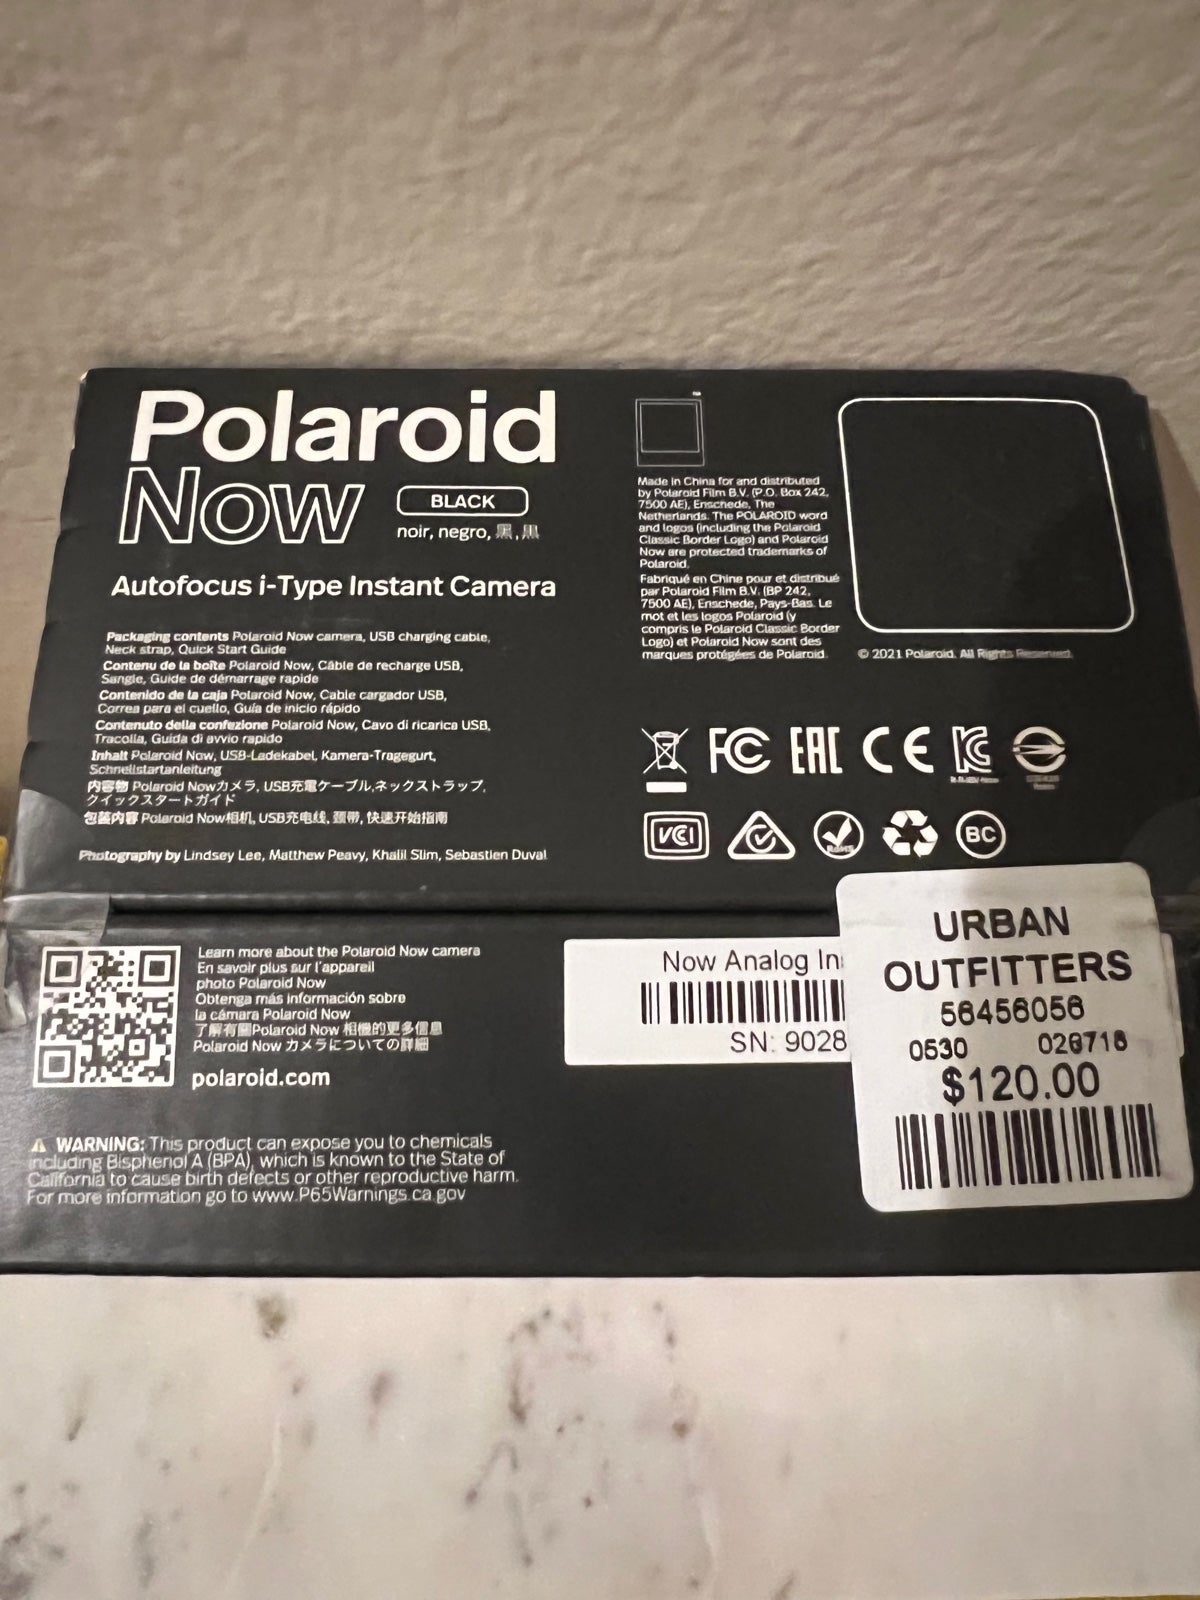 Polaroid
Now
BLACK
noir, negro, 黑, 黒
Autofocus i-Type Instant Camera
Packaging contents Polaroid Now camera, USB charging cable,
Neck strap, Quick Start Guide
Contenu de la boîte Polaroid Now, Câble de recharge USB,
Sangle, Guide de démarrage rapide
Contenido de la caja Polaroid Now, Cable cargador USB,
Correa para el cuello, Guía de inicio rápido
Contenuto della confezione Polaroid Now, Cavo di ricarica USB,
Tracolla, Guida di avvio rapido
Inhalt Polaroid Now, USB-Ladekabel, Kamera-Tragegurt,
Schnellstartanleitung
内容物 Polaroid Nowカメラ, USB充電ケーブル,ネックストラップ,
クイックスタートガイド
包装内容 Polaroid Now相机, USB充电线, 颈带, 快速开始指南
Photography by Lindsey Lee, Matthew Peavy, Khalil Slim, Sebastien Duval
Made in China for and distributed
by Polaroid Film B.V. (P.O. Box 242,
7500 AE), Enschede, The
Netherlands. The POLAROID word
and logos (including the Polaroid
Classic Border Logo) and Polaroid
Now are protected trademarks of
Polaroid.
Fabriqué en Chine pour et distribué
par Polaroid Film B.V. (BP 242,
7500 AE), Enschede, Pays-Bas. Le
mot et les logos Polaroid (y
compris le Polaroid Classic Border
Logo) et Polaroid Now sont des
marques protégées de Polaroid.
© 2021 Polaroid. All Rights Reserved.
FC EAC CE KC
VCCI RoHS BC
Learn more about the Polaroid Now camera
En savoir plus sur l'appareil
photo Polaroid Now
Obtenga más información sobre
la cámara Polaroid Now
了解有關Polaroid Now 相機的更多信息
Polaroid Now カメラについての詳細
polaroid.com
WARNING: This product can expose you to chemicals
including Bisphenol A (BPA), which is known to the State of
California to cause birth defects or other reproductive harm.
For more information go to www.P65Warnings.ca.gov
Now Analog In
SN: 9028
URBAN
OUTFITTERS
56456056
0530 026718
$120.00